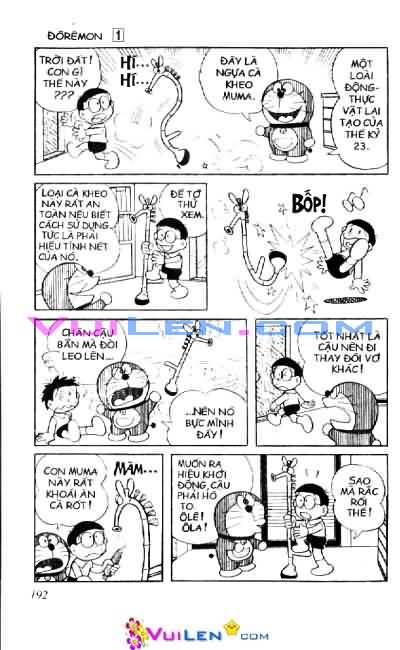 ĐÔRÊMON 1
TRỜI ĐẤT!
CON GÌ
THẾ NÀY
???
HĨ...
HĨ...
ĐÂY LÀ
NGỰA CÀ
KHEO
MUMA.
MỘT
LOÀI
ĐỘNG-
THỰC
VẬT LAI
TẠO CỦA
THẾ KỶ
23.
LOẠI CÀ KHEO
NÀY RẤT AN
TOÀN NẾU BIẾT
CÁCH SỬ DỤNG.
TỨC LÀ PHẢI
HIỂU TÍNH NẾT
CỦA NÓ.
ĐỂ TỚ
THỬ
XEM.
BỐP!
CHÂN CẬU
BẨN MÀ ĐÒI
LEO LÊN...
...NÊN NÓ
BỰC MÌNH
ĐẤY!
TỐT NHẤT LÀ
CẬU NÊN ĐI
THAY ĐÔI VỚ
KHÁC!
VUILEN.COM
CON MUMA
NÀY RẤT
KHOÁI ĂN
CÀ RỐT!
MĂM...
MUỐN RA
HIỆU KHỞI
ĐỘNG, CẬU
PHẢI HÔ
TO
ÔLÊ!
ÔLA!
SAO
MÀ RẮC
RỐI
THẾ!
192
VUILEN.COM